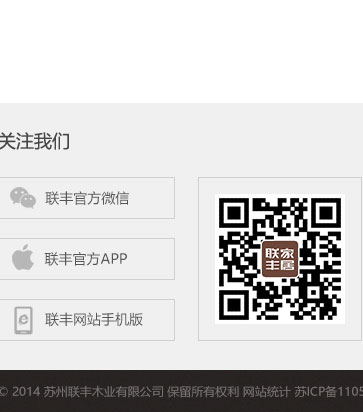 关注我们
联丰官方微信
联丰官方APP
联丰网站手机版
联家
丰居
© 2014 苏州联丰木业有限公司 保留所有权利 网站统计 苏ICP备1105